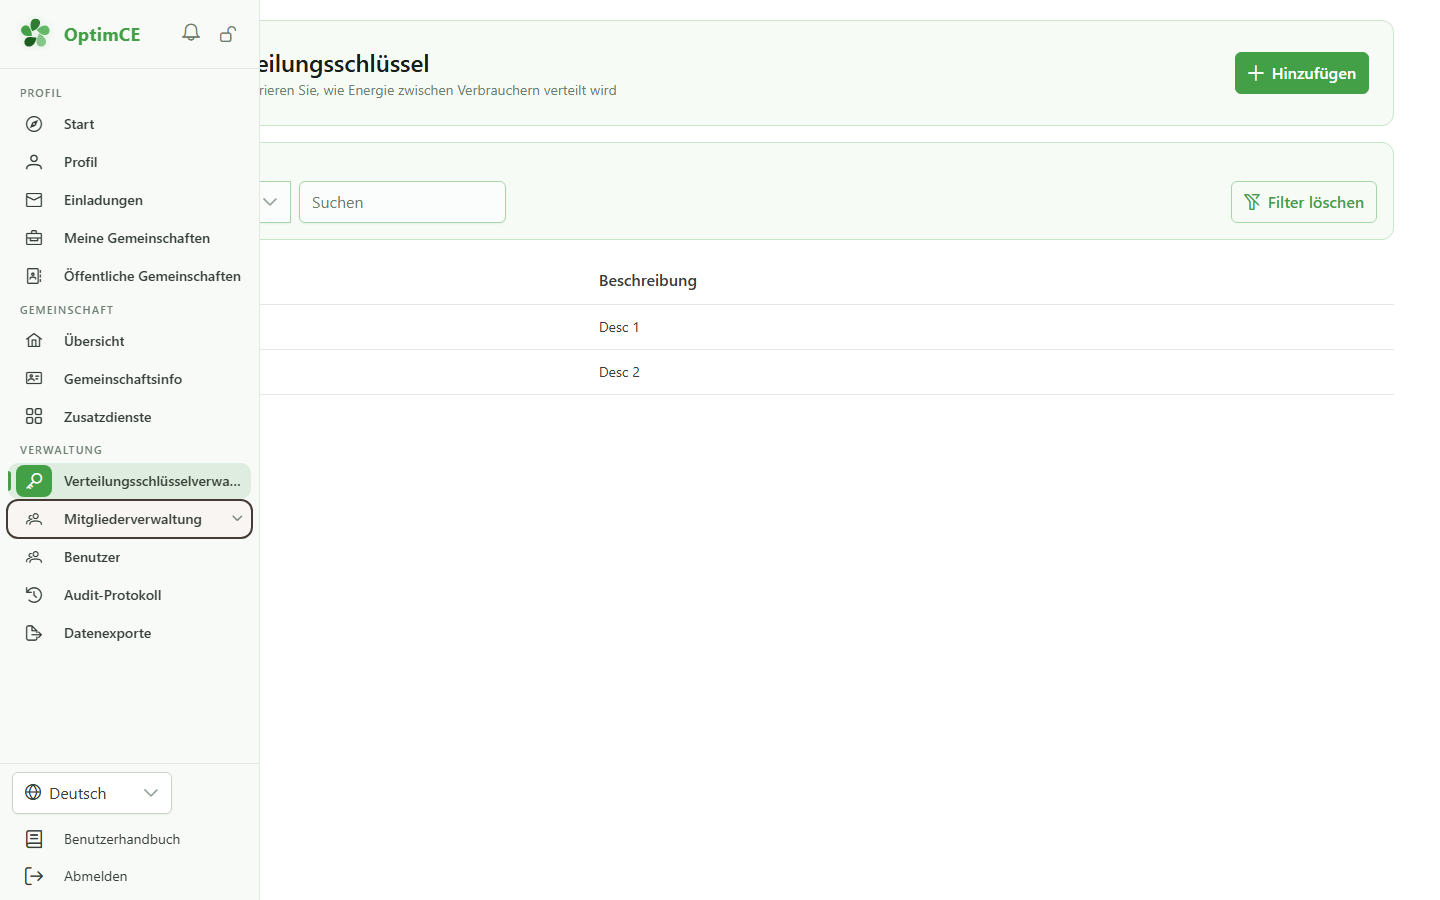 OptimCE
PROFIL
Start
Profil
Einladungen
Meine Gemeinschaften
Öffentliche Gemeinschaften
GEMEINSCHAFT
Übersicht
Gemeinschaftsinfo
Zusatzdienste
VERWALTUNG
Verteilungsschlüsselverwa...
Mitgliederverwaltung
Benutzer
Audit-Protokoll
Datenexporte
Deutsch
Benutzerhandbuch
Abmelden
eilungsschlüssel
rieren Sie, wie Energie zwischen Verbrauchern verteilt wird
Hinzufügen
Suchen
Filter löschen
Beschreibung
Desc 1
Desc 2